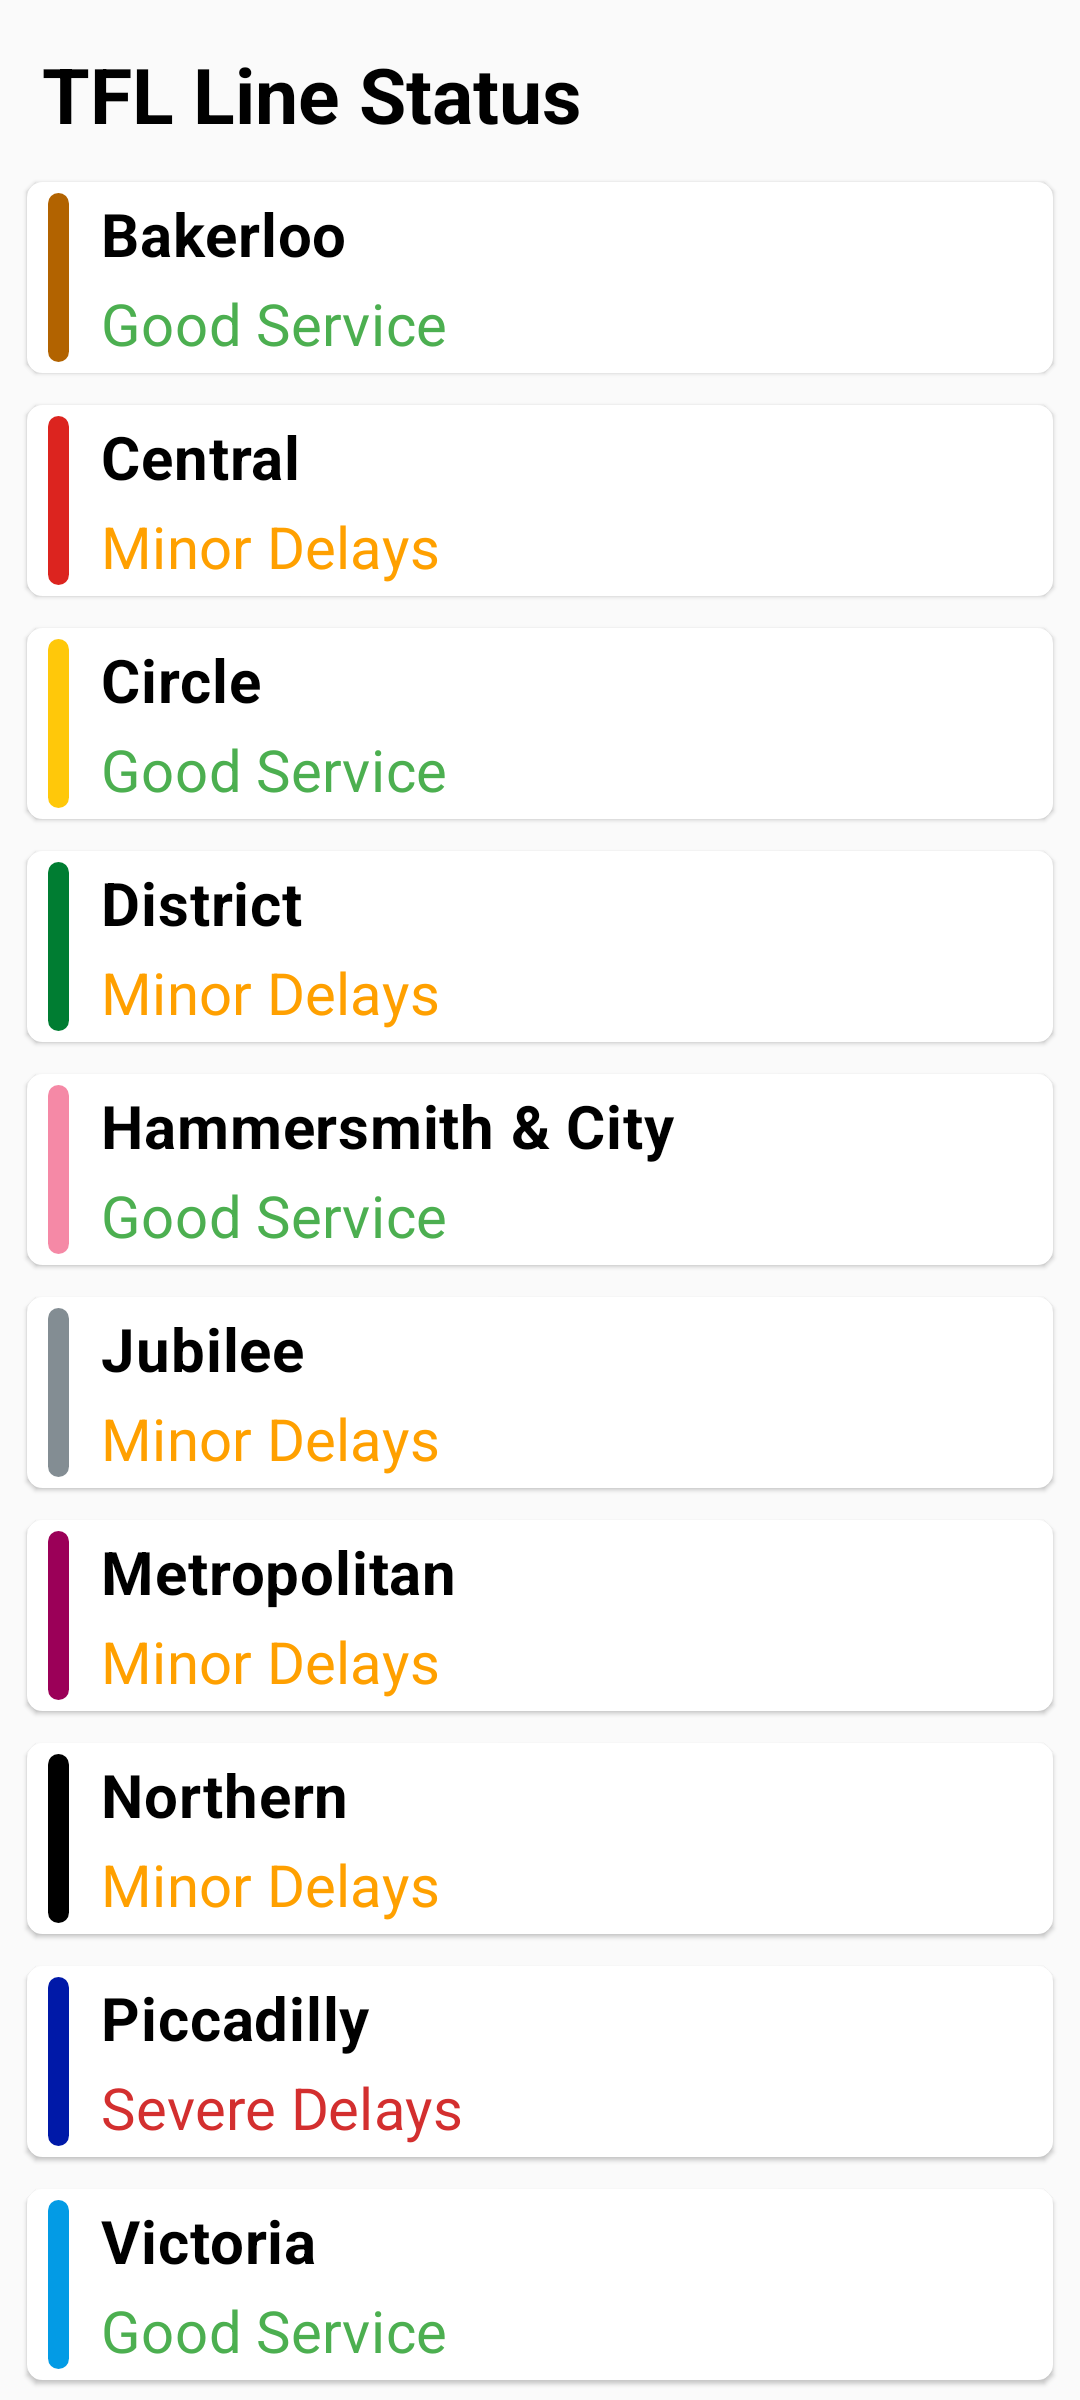 TFL Line Status
Bakerloo
Good Service
Central
Minor Delays
Circle
Good Service
District
Minor Delays
Hammersmith & City
Good Service
Jubilee
Minor Delays
Metropolitan
Minor Delays
Northern
Minor Delays
Piccadilly
Severe Delays
Victoria
Good Service